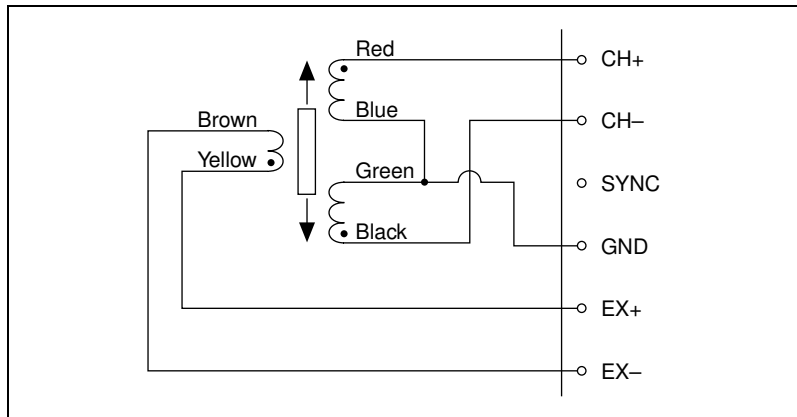 Red
CH+
Blue
CH–
Brown
Yellow
Green
SYNC
Black
GND
EX+
EX–